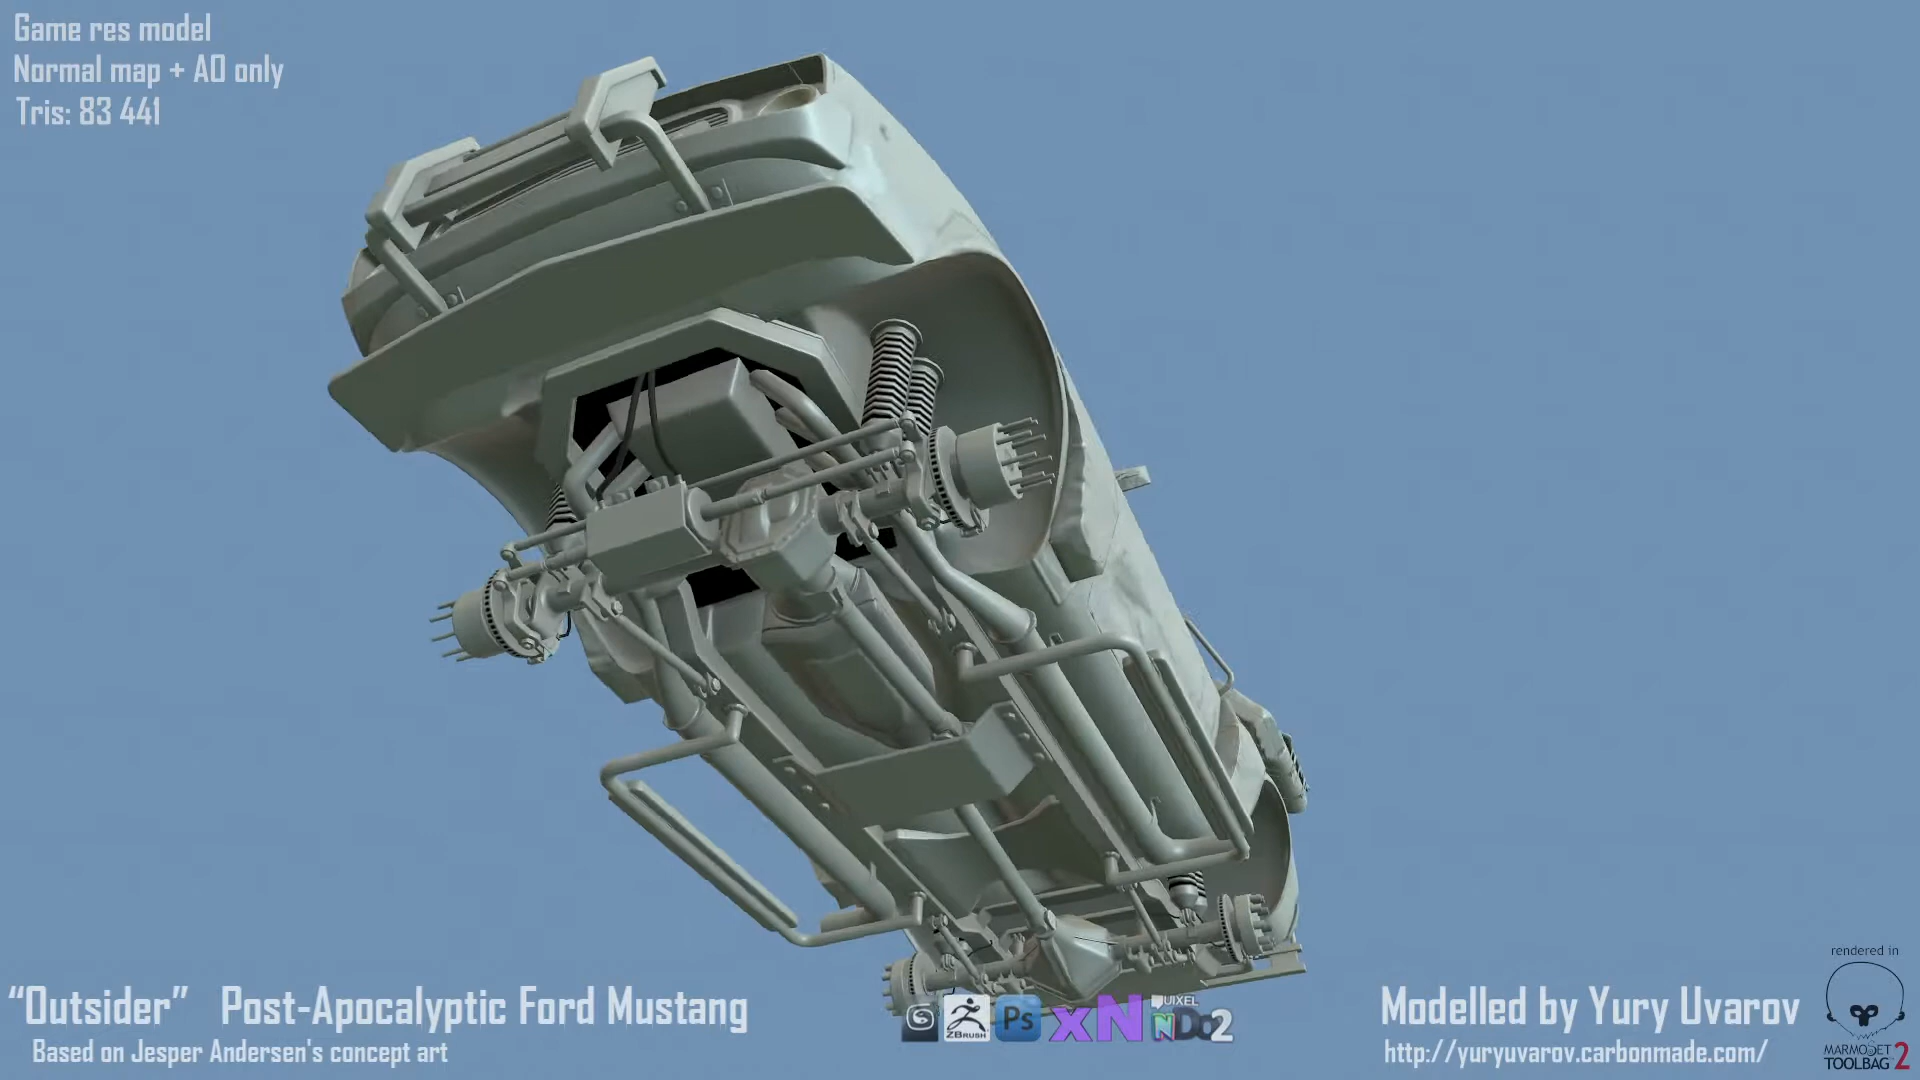 Game res model
Normal map + AO only
Tris: 83 441
“Outsider” Post-Apocalyptic Ford Mustang
Based on Jesper Andersen's concept art
ZBRUSH
Ps
xN
QUIXEL
NDo2
Modelled by Yury Uvarov
http://yuryuvarov.carbonmade.com/
rendered in
MARMOSET
TOOLBAG 2